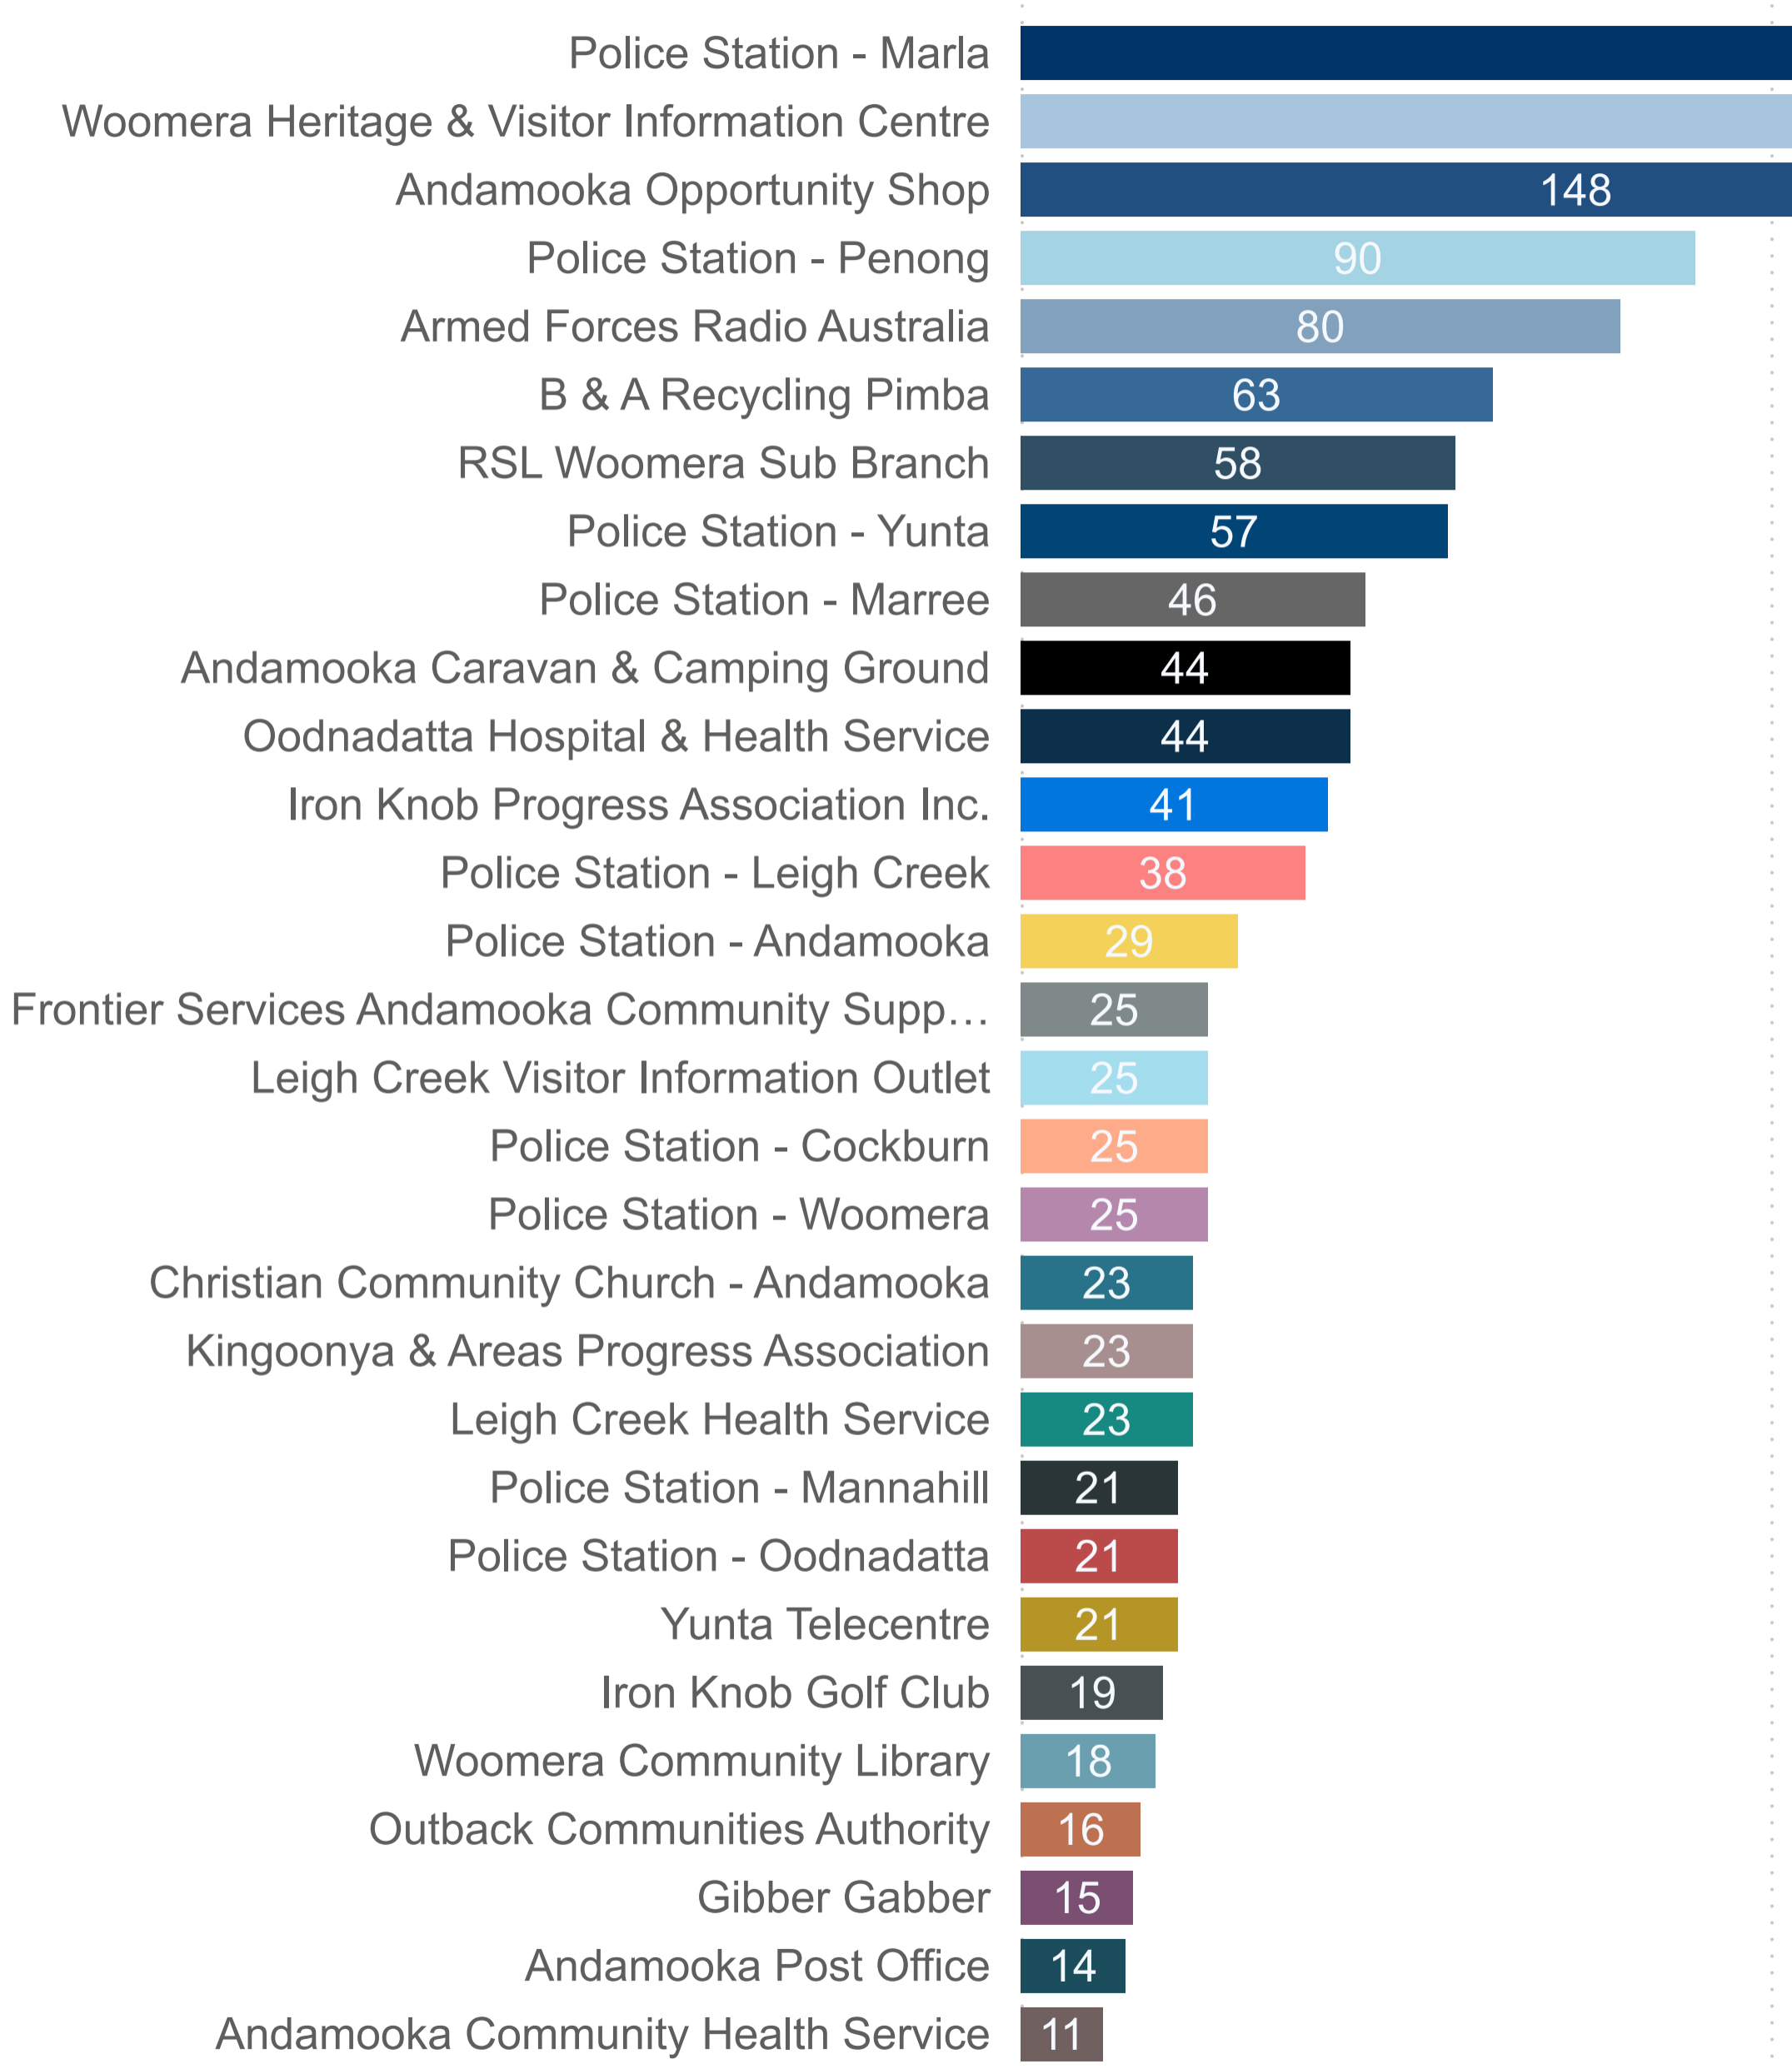 Police Station - Marla
Woomera Heritage & Visitor Information Centre
Andamooka Opportunity Shop 148
Police Station - Penong 90
Armed Forces Radio Australia 80
B & A Recycling Pimba 63
RSL Woomera Sub Branch 58
Police Station - Yunta 57
Police Station - Marree 46
Andamooka Caravan & Camping Ground 44
Oodnadatta Hospital & Health Service 44
Iron Knob Progress Association Inc. 41
Police Station - Leigh Creek 38
Police Station - Andamooka 29
Frontier Services Andamooka Community Supp… 25
Leigh Creek Visitor Information Outlet 25
Police Station - Cockburn 25
Police Station - Woomera 25
Christian Community Church - Andamooka 23
Kingoonya & Areas Progress Association 23
Leigh Creek Health Service 23
Police Station - Mannahill 21
Police Station - Oodnadatta 21
Yunta Telecentre 21
Iron Knob Golf Club 19
Woomera Community Library 18
Outback Communities Authority 16
Gibber Gabber 15
Andamooka Post Office 14
Andamooka Community Health Service 11